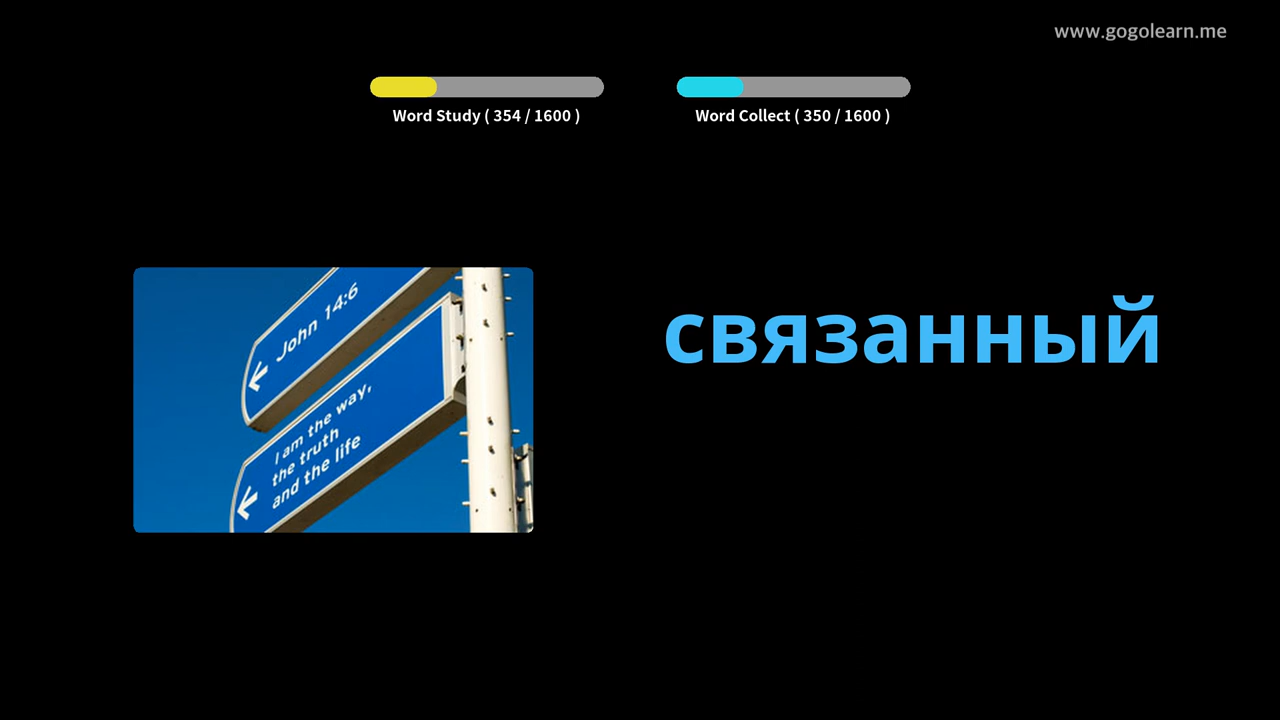 www.gogolearn.me
Word Study ( 354 / 1600 )
Word Collect ( 350 / 1600 )
John 14:6
I am the way,
the truth
and the life
связанный